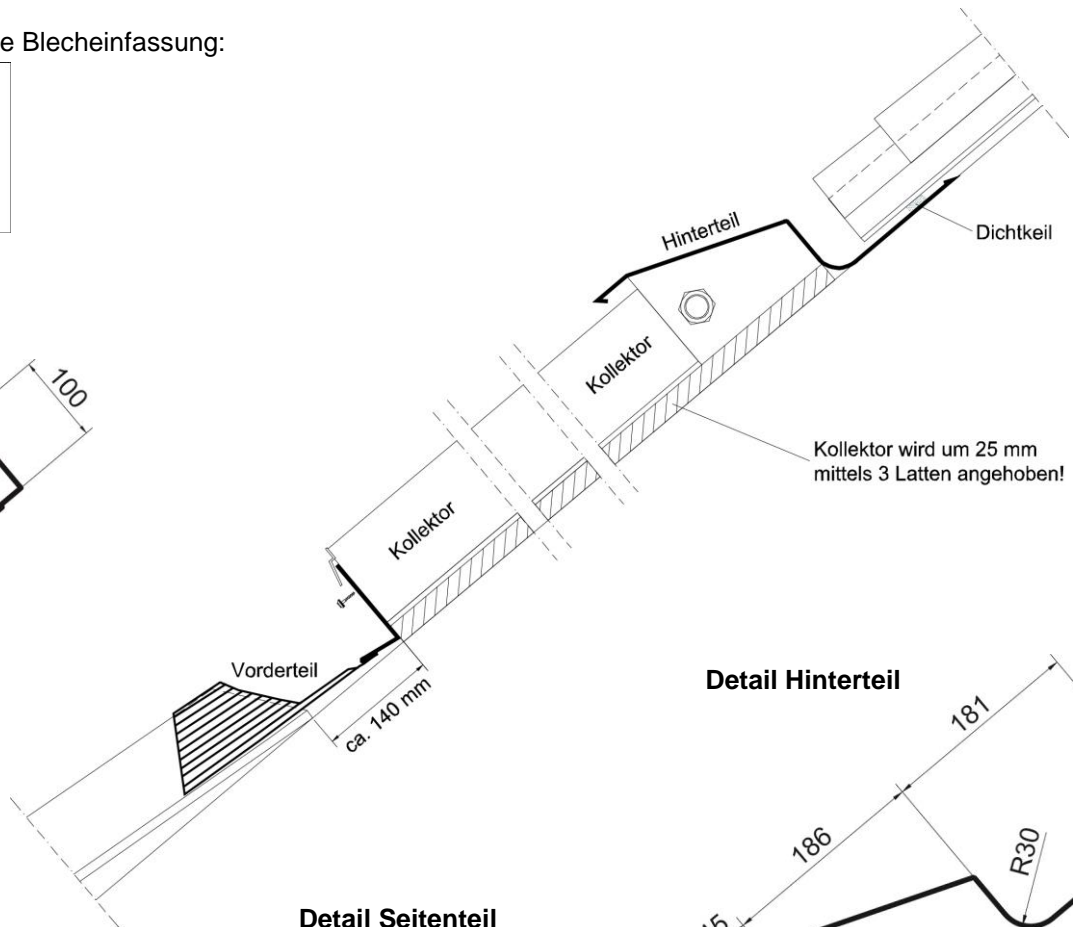 e Blecheinfassung:
Hinterteil
Dichtkeil
100
Kollektor
Kollektor wird um 25 mm
mittels 3 Latten angehoben!
Kollektor
Vorderteil
ca. 140 mm
Detail Hinterteil
181
186
R30
Detail Seitenteil